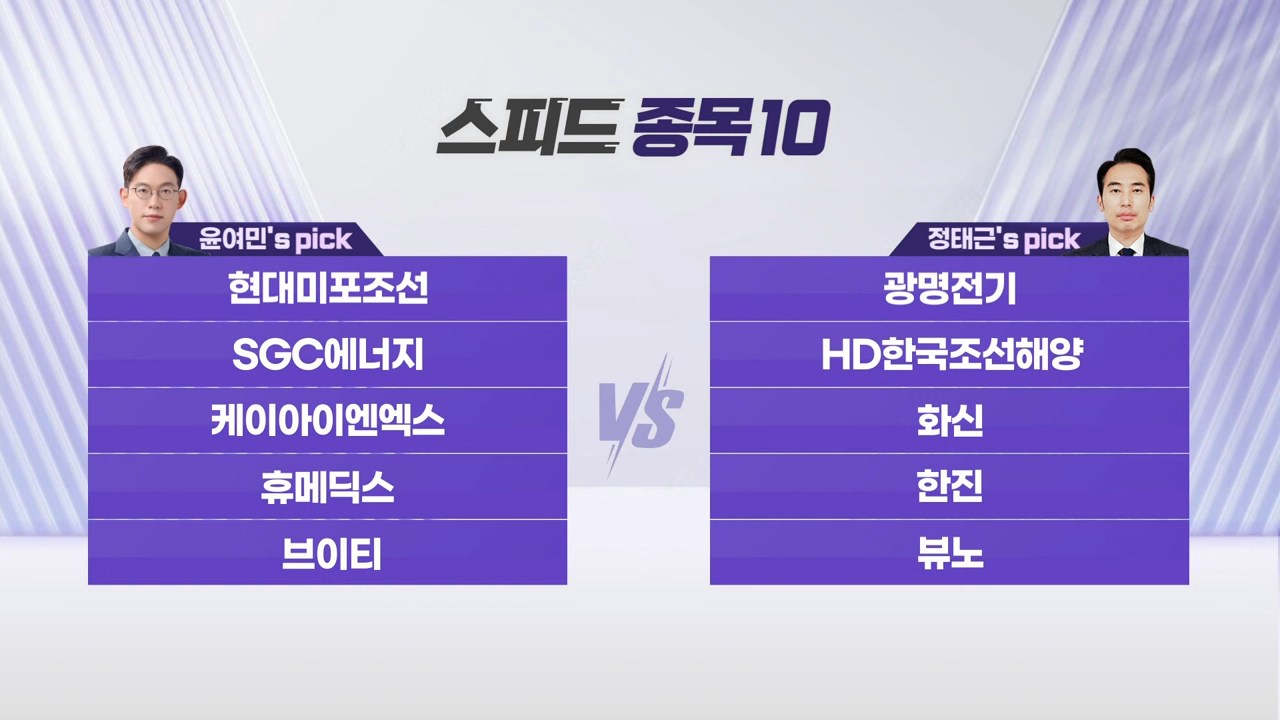 스피드 종목10
윤여민's pick
현대미포조선
SGC에너지
케이아이엔엑스
휴메딕스
브이티
VS
정태근's pick
광명전기
HD한국조선해양
화신
한진
뷰노